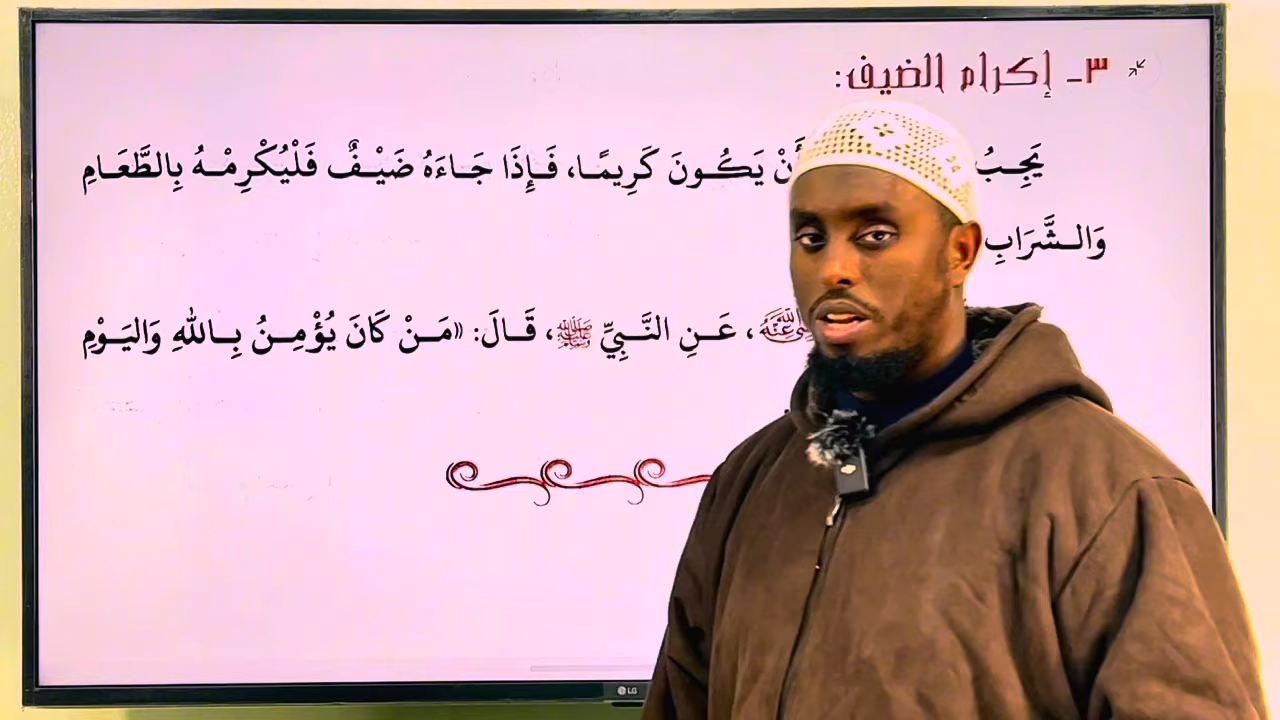 ٣- إكرام الضيف:
يَجِبُ أَنْ يَكُونَ كَرِيمًا، فَإِذَا جَاءَهُ ضَيْفٌ فَلْيُكْرِمْهُ بِالطَّعَامِ
وَالشَّرَابِ
، عَنِ النَّبِيِّ ﷺ، قَالَ: «مَنْ كَانَ يُؤْمِنُ بِاللهِ وَاليَوْمِ
LG